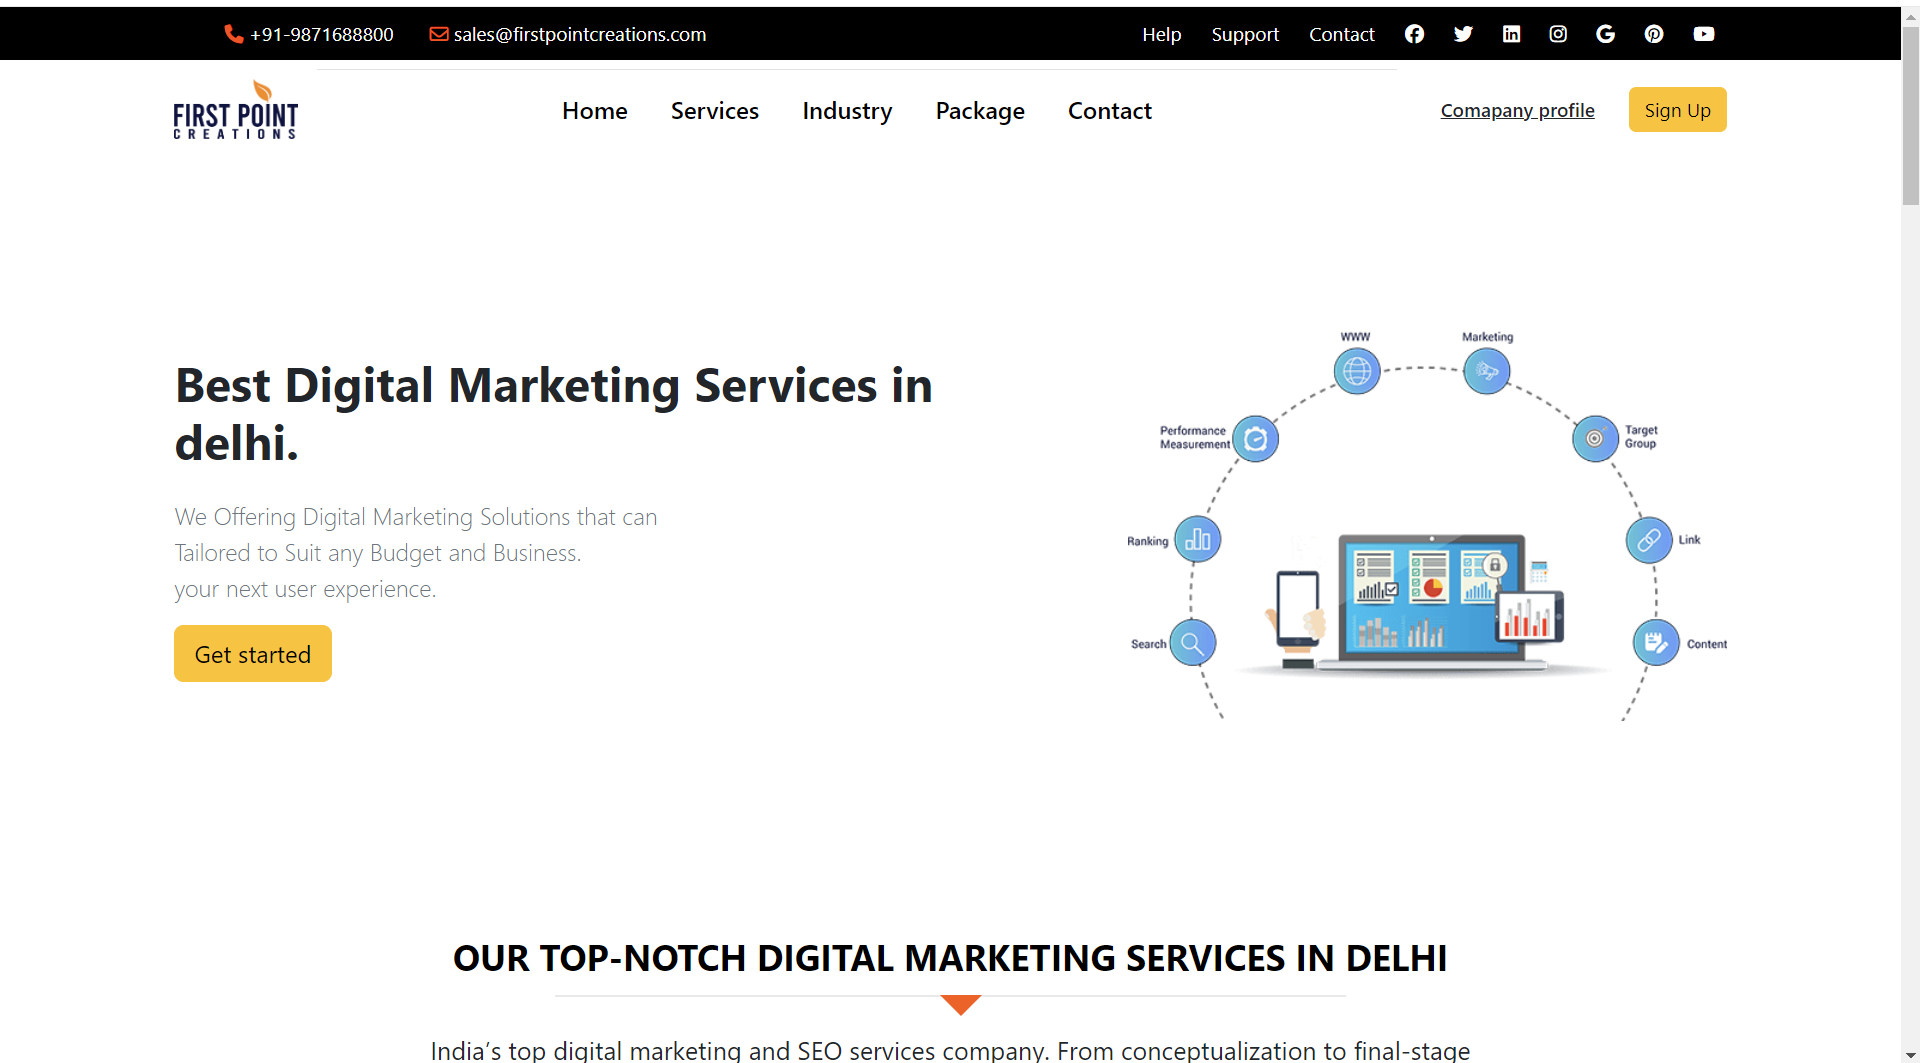 +91-9871688800 sales@firstpointcreations.com Help Support Contact
FIRST POINT
CREATIONS
Home Services Industry Package Contact Comapany profile Sign Up
Best Digital Marketing Services in
delhi.
We Offering Digital Marketing Solutions that can
Tailored to Suit any Budget and Business.
your next user experience.
Get started
WWW
Marketing
Performance
Measurement
Target
Group
Ranking
Link
Search
Content
OUR TOP-NOTCH DIGITAL MARKETING SERVICES IN DELHI
India’s top digital marketing and SEO services company. From conceptualization to final-stage